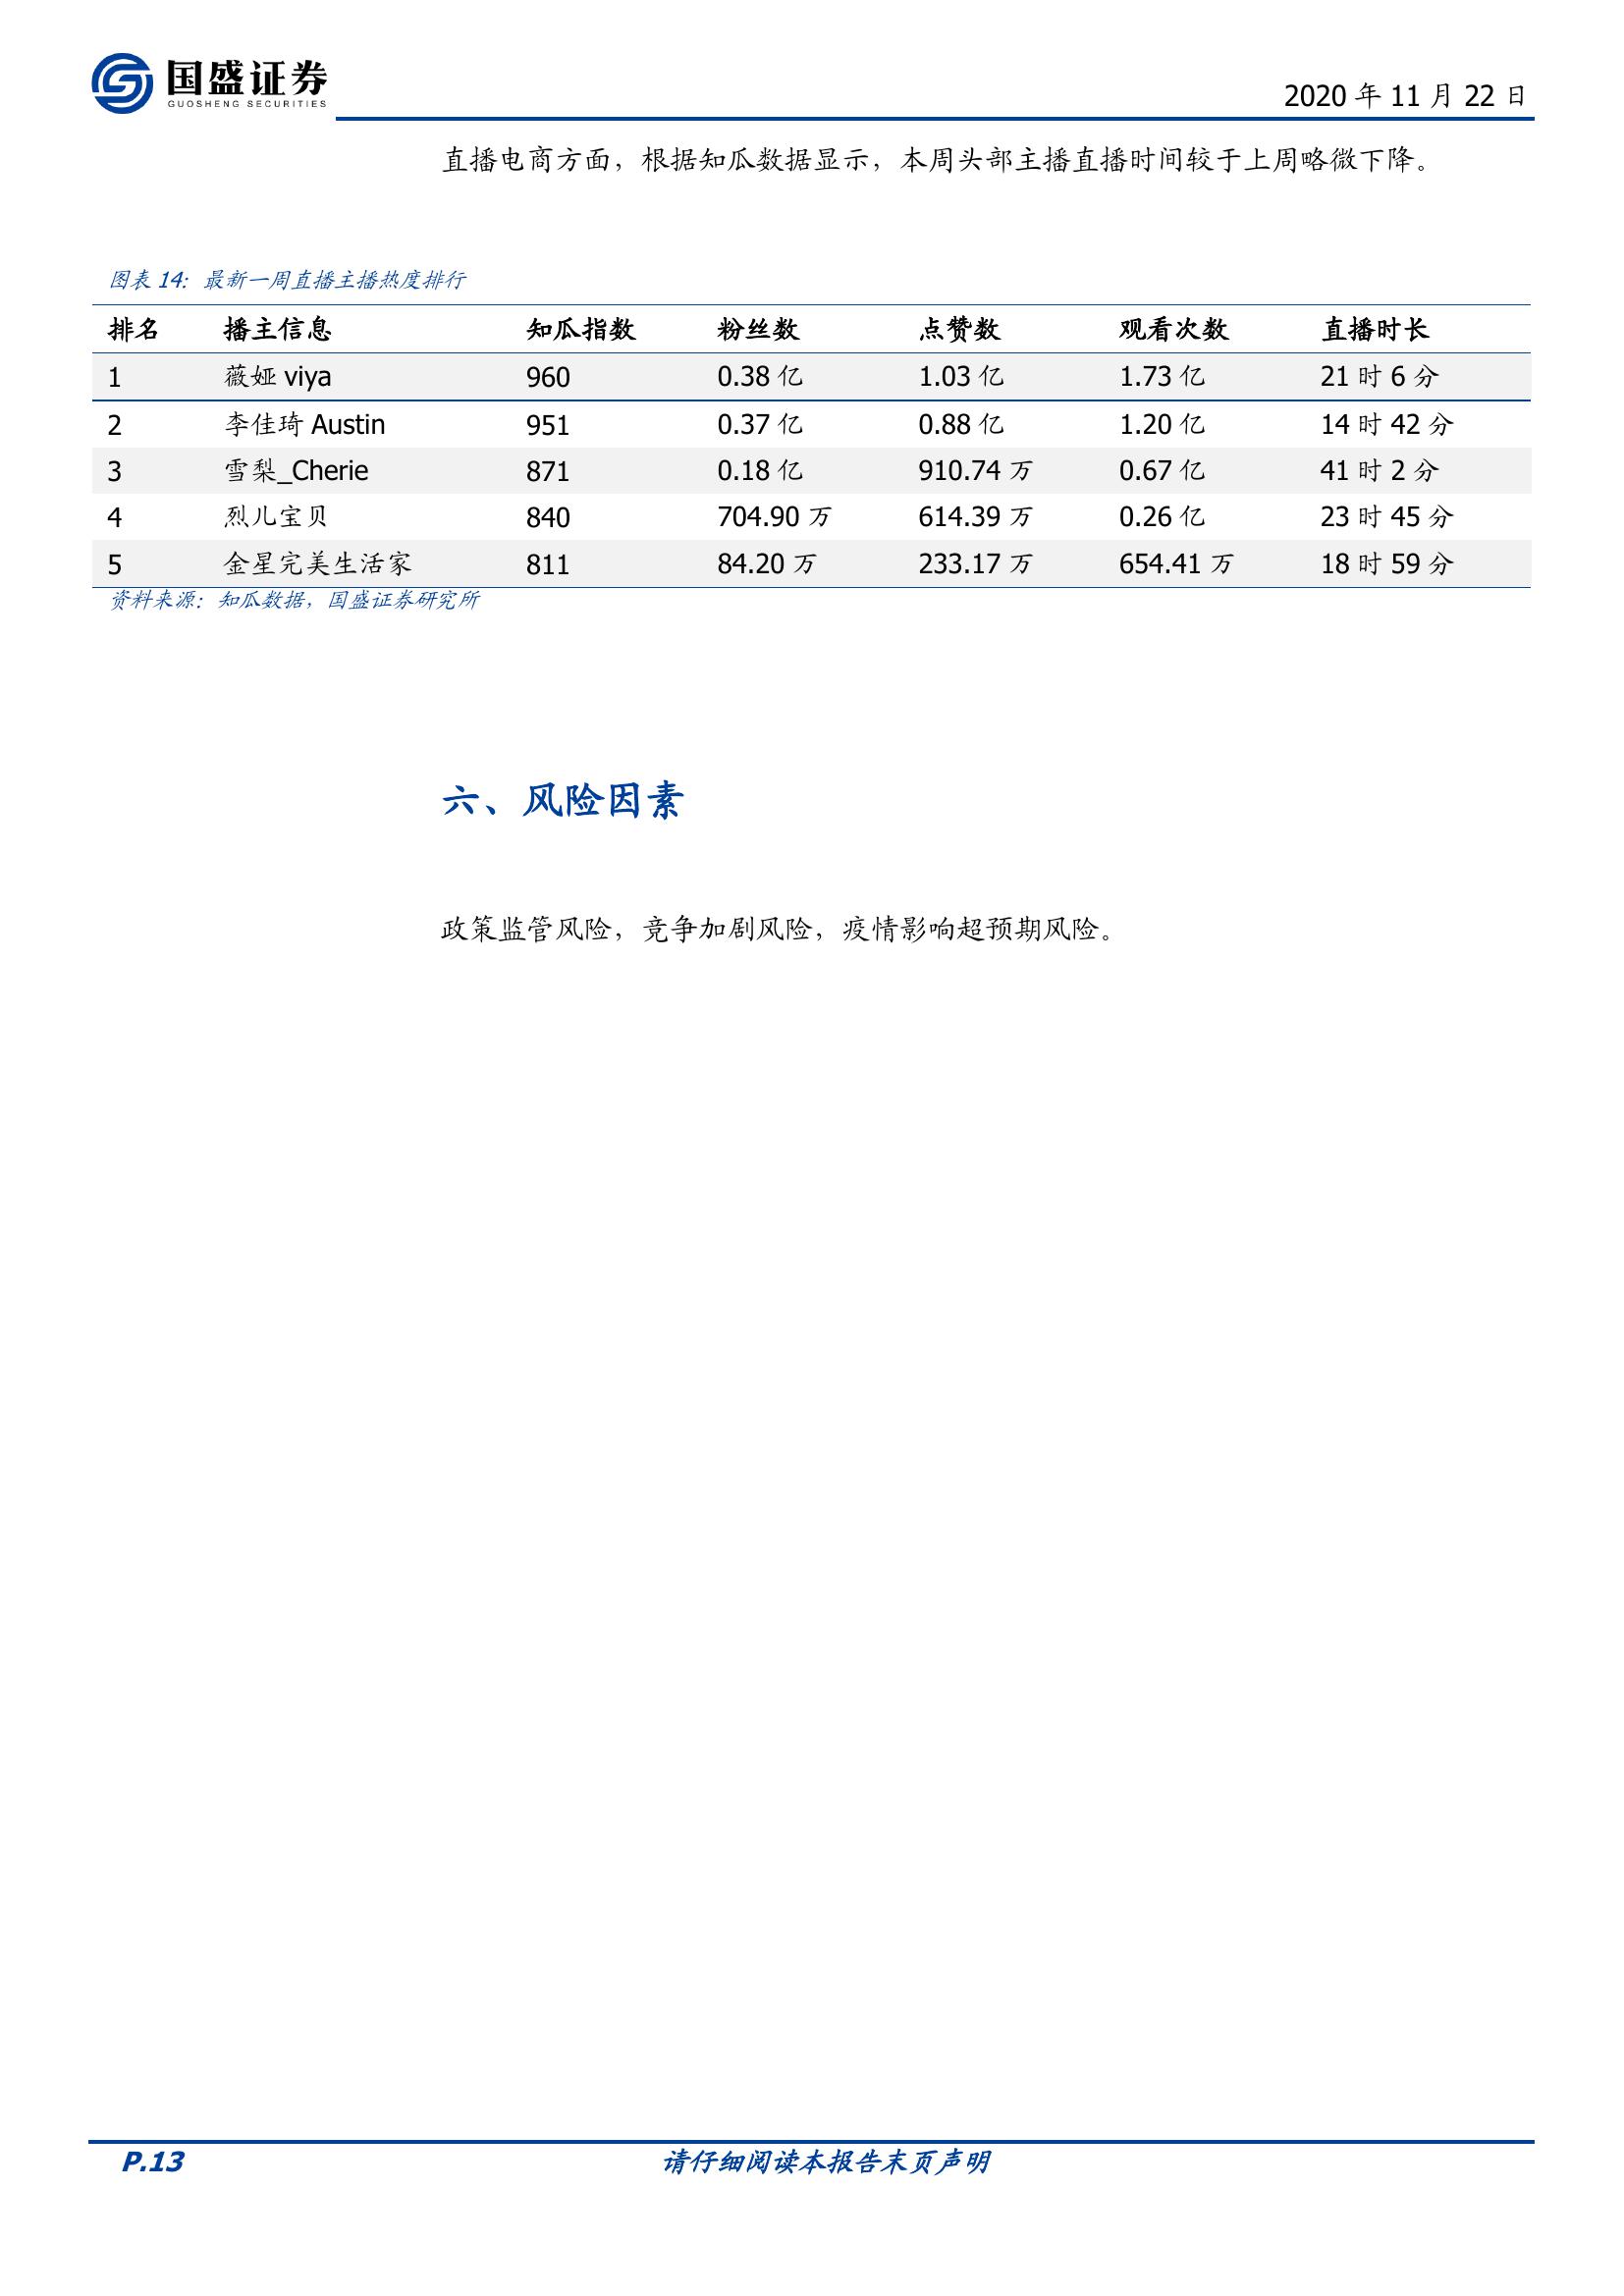 国盛证券
GUOSHENG SECURITIES
2020 年 11 月 22 日
直播电商方面，根据知瓜数据显示，本周头部主播直播时间较于上周略微下降。
图表 14：最新一周直播主播热度排行
排名 播主信息 知瓜指数 粉丝数 点赞数 观看次数 直播时长
1 薇娅 viya 960 0.38 亿 1.03 亿 1.73 亿 21 时 6 分
2 李佳琦 Austin 951 0.37 亿 0.88 亿 1.20 亿 14 时 42 分
3 雪梨_Cherie 871 0.18 亿 910.74 万 0.67 亿 41 时 2 分
4 烈儿宝贝 840 704.90 万 614.39 万 0.26 亿 23 时 45 分
5 金星完美生活家 811 84.20 万 233.17 万 654.41 万 18 时 59 分
资料来源：知瓜数据，国盛证券研究所
六、风险因素
政策监管风险，竞争加剧风险，疫情影响超预期风险。
P.13 请仔细阅读本报告末页声明